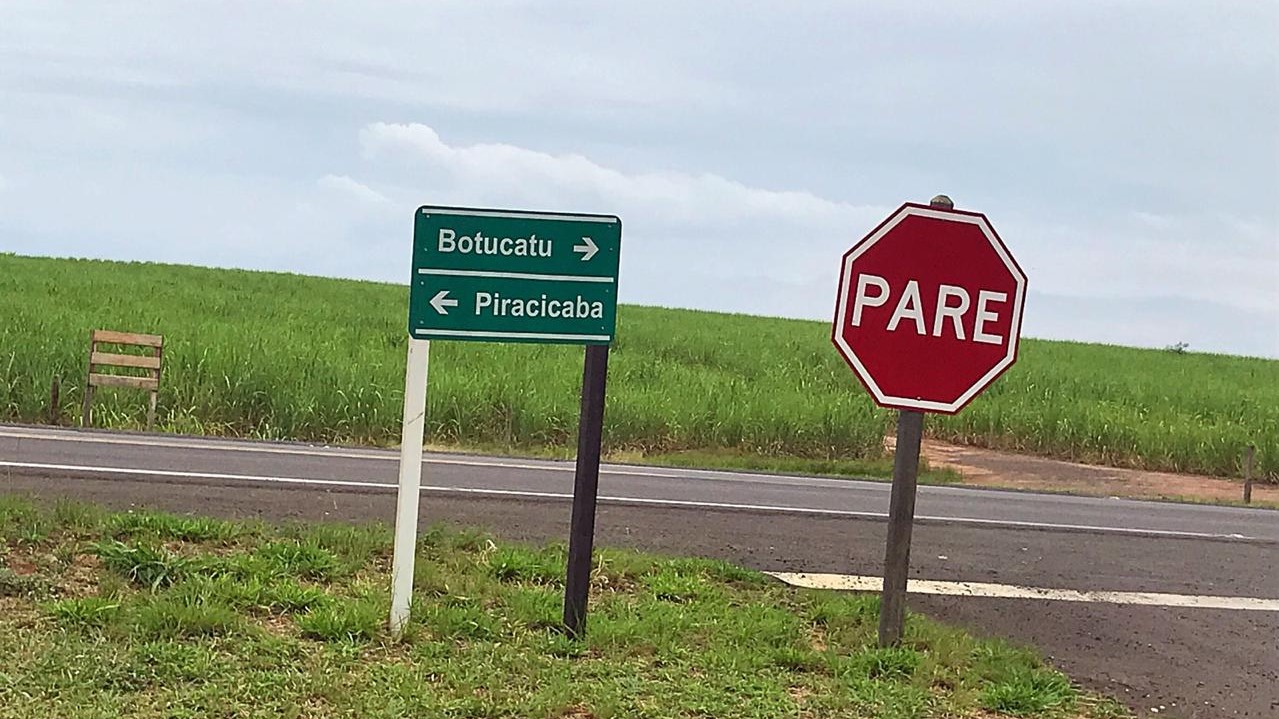 Botucatu →
← Piracicaba
PARE